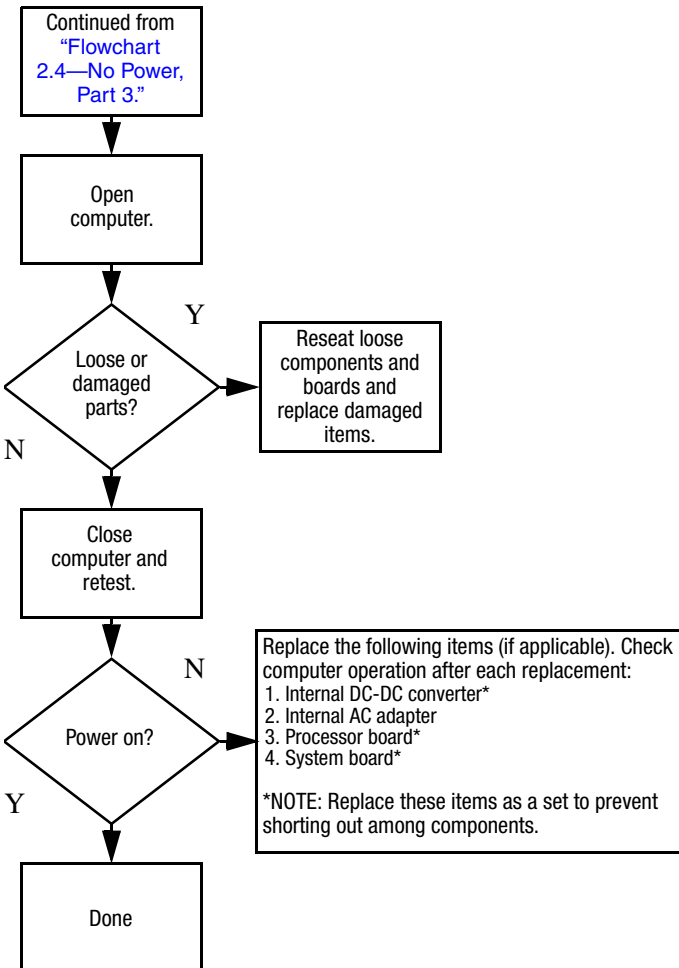 Continued from
“Flowchart
2.4—No Power,
Part 3.”
Open
computer.
Y
Loose or
damaged
parts?
Reseat loose
components and
boards and
replace damaged
items.
N
Close
computer and
retest.
N
Power on?
Replace the following items (if applicable). Check
computer operation after each replacement:
1. Internal DC-DC converter*
2. Internal AC adapter
3. Processor board*
4. System board*
*NOTE: Replace these items as a set to prevent
shorting out among components.
Y
Done